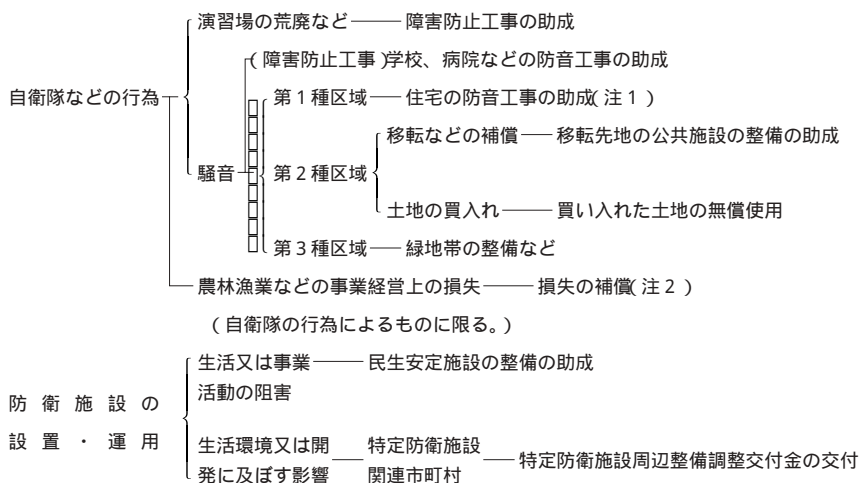 演習場の荒廃など 障害防止工事の助成
(障害防止工事)学校、病院などの防音工事の助成
自衛隊などの行為 第1種区域 住宅の防音工事の助成(注1)
移転などの補償 移転先地の公共施設の整備の助成
騒音 第2種区域
土地の買入れ 買い入れた土地の無償使用
第3種区域 緑地帯の整備など
農林漁業などの事業経営上の損失 損失の補償(注2)
(自衛隊の行為によるものに限る。)
生活又は事業 民生安定施設の整備の助成
活動の阻害
防衛施設の
設置・運用
生活環境又は開 特定防衛施設
発に及ぼす影響 関連市町村 特定防衛施設周辺整備調整交付金の交付